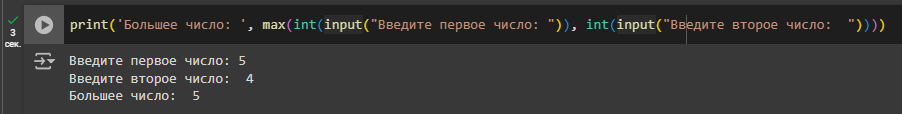 print('Большее число: ', max(int(input("Введите первое число: ")), int(input("Введите второе число:  "))))
3
сек.
Введите первое число: 5
Введите второе число:  4
Большее число:  5